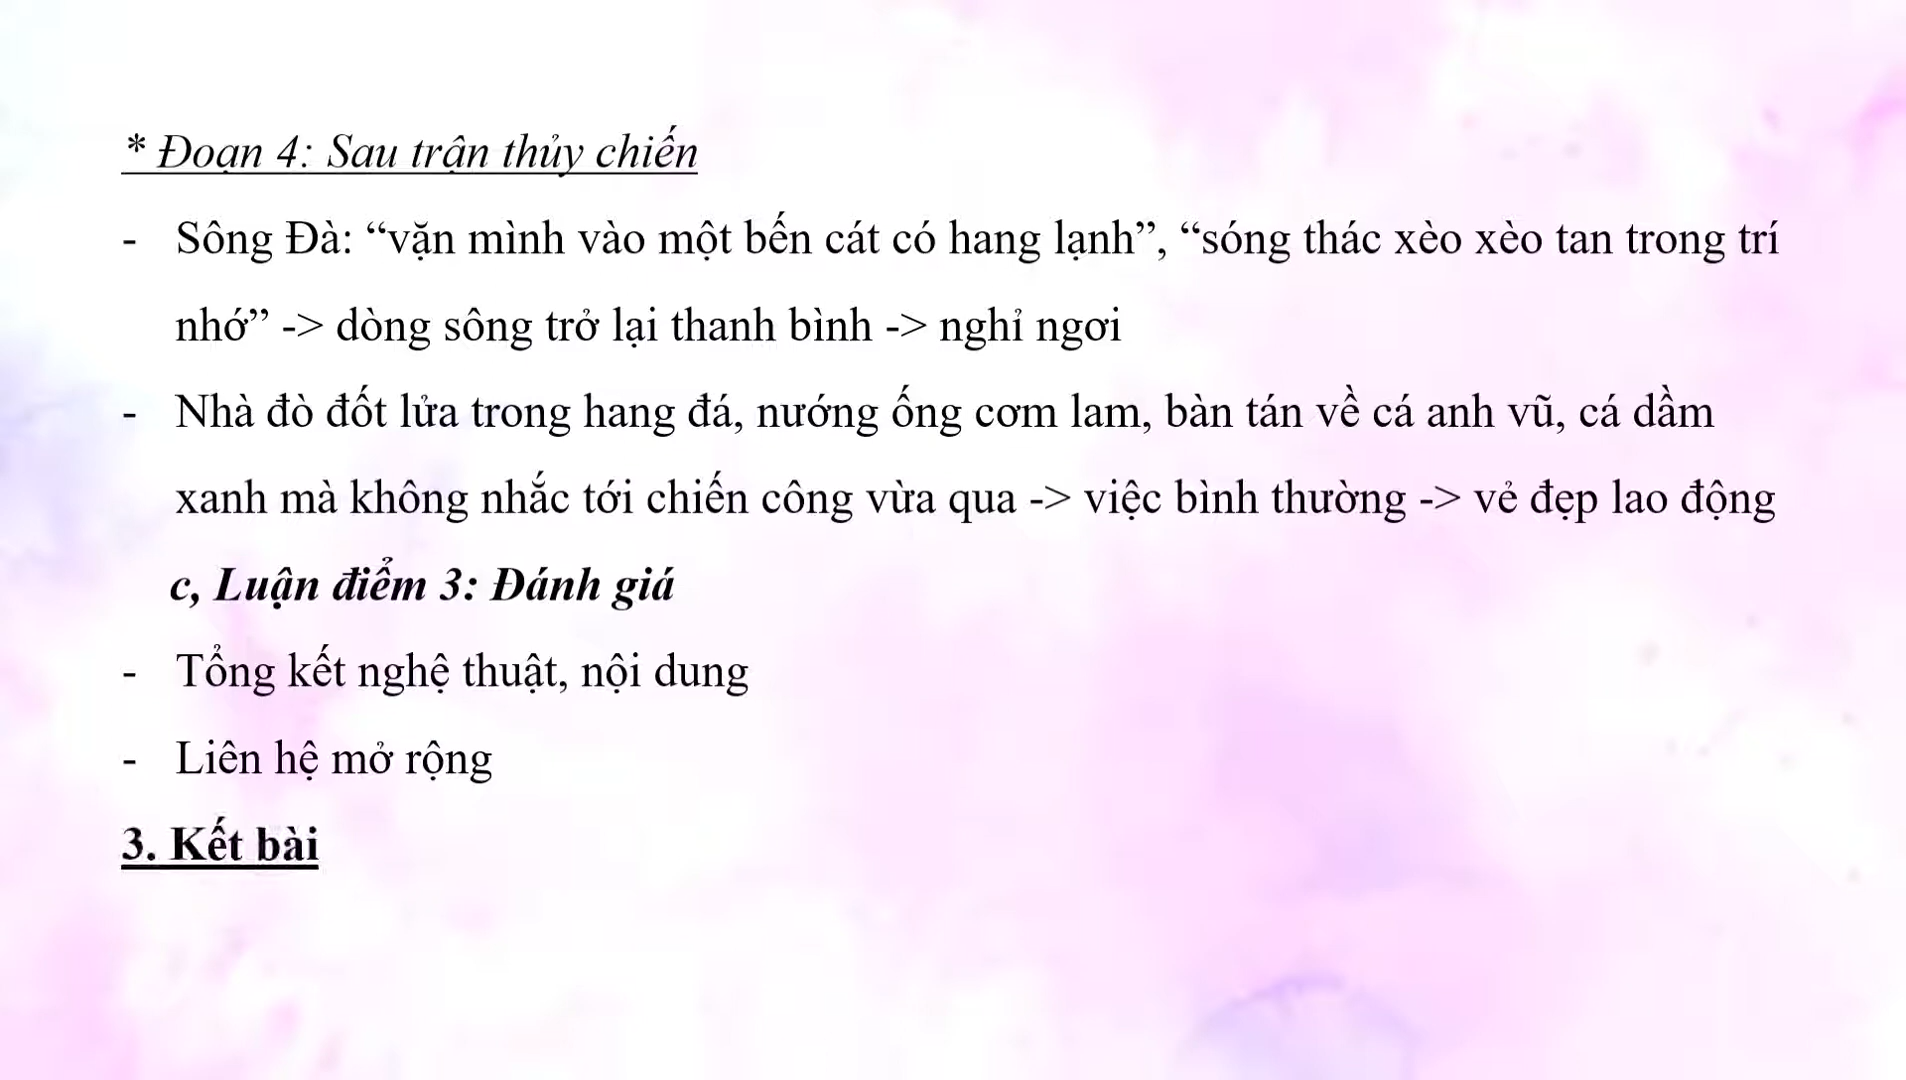 * Đoạn 4: Sau trận thủy chiến
- Sông Đà: “vặn mình vào một bến cát có hang lạnh”, “sóng thác xèo xèo tan trong trí
nhớ” -> dòng sông trở lại thanh bình -> nghỉ ngơi
- Nhà đò đốt lửa trong hang đá, nướng ống cơm lam, bàn tán về cá anh vũ, cá dầm
xanh mà không nhắc tới chiến công vừa qua -> việc bình thường -> vẻ đẹp lao động
c, Luận điểm 3: Đánh giá
- Tổng kết nghệ thuật, nội dung
- Liên hệ mở rộng
3. Kết bài